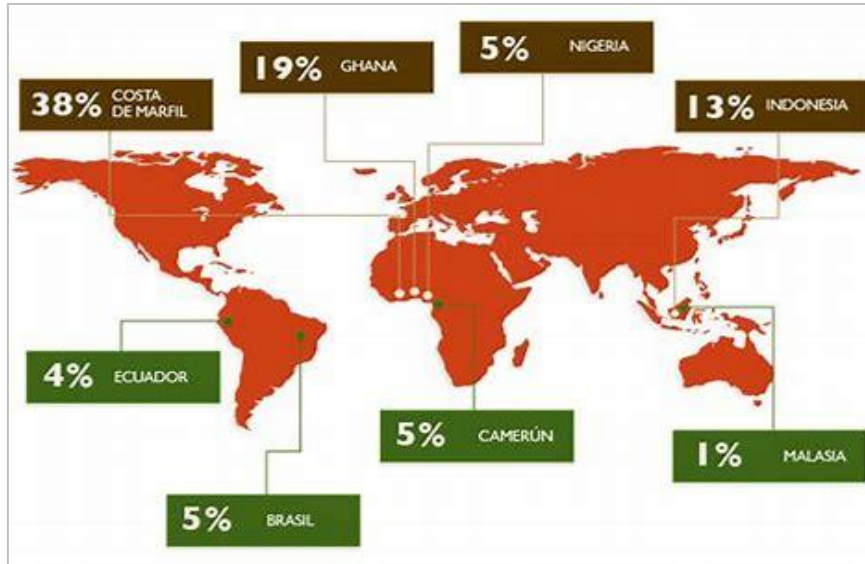 5% NIGERIA
19% GHANA
38% COSTA
DE MARFIL
13% INDONESIA
4% ECUADOR
5% CAMERÚN
1% MALASIA
5% BRASIL